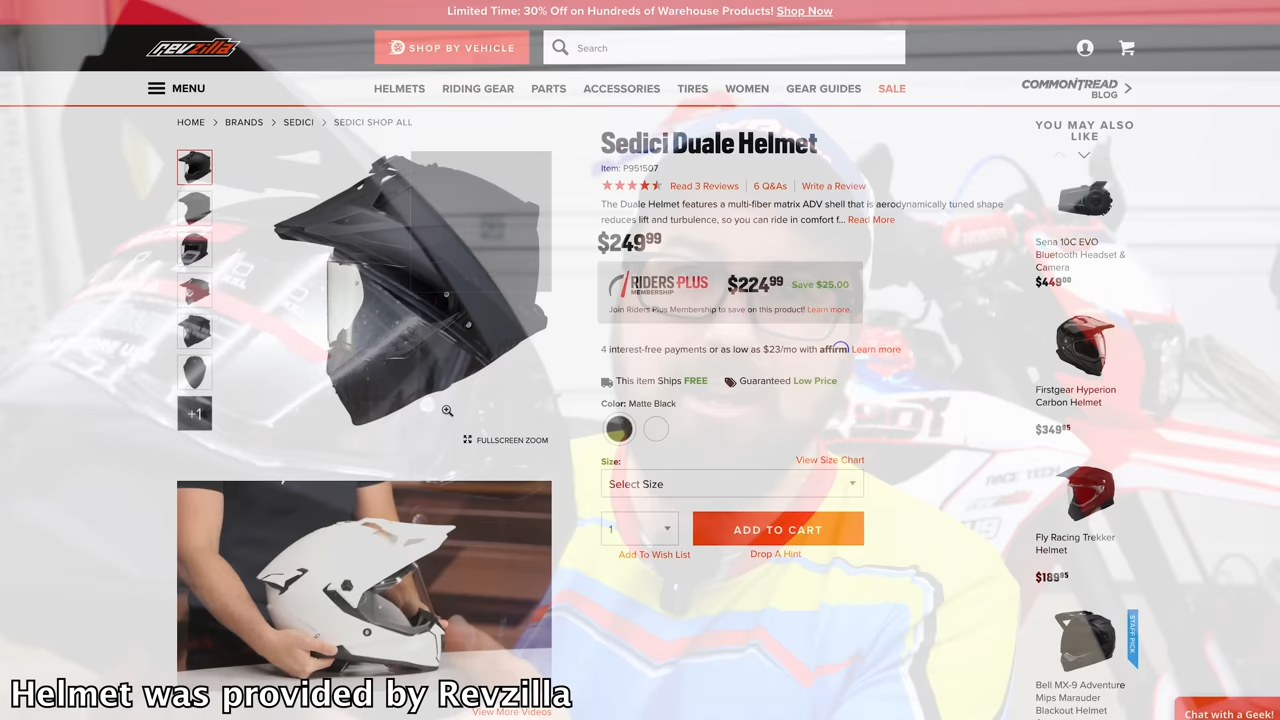 Limited Time: 30% Off on Hundreds of Warehouse Products! Shop Now
revzilla
SHOP BY VEHICLE
Search
MENU
HELMETS RIDING GEAR PARTS ACCESSORIES TIRES WOMEN GEAR GUIDES SALE
COMMON TREAD
BLOG
HOME > BRANDS > SEDICI > SEDICI SHOP ALL
+1
FULLSCREEN ZOOM
View More Videos
Sedici Duale Helmet
Item: P951507
Read 3 Reviews | 6 Q&As | Write a Review
The Duale Helmet features a multi-fiber matrix ADV shell that is aerodynamically tuned shape
reduces lift and turbulence, so you can ride in comfort f... Read More
$249.99
RIDERS PLUS
MEMBERSHIP
$224.99 Save $25.00
Join Riders Plus Membership to save on this product! Learn more.
4 interest-free payments or as low as $23/mo with affirm Learn more
This item Ships FREE Guaranteed Low Price
Color: Matte Black
Size: View Size Chart
Select Size
1
ADD TO CART
Add To Wish List Drop A Hint
YOU MAY ALSO
LIKE
Sena 10C EVO
Bluetooth Headset &
Camera
$449.00
Firstgear Hyperion
Carbon Helmet
$349.95
Fly Racing Trekker
Helmet
$189.95
STAFF PICK
Bell MX-9 Adventure
Mips Marauder
Blackout Helmet
Chat with a Geek!
RACE TECH
Helmet was provided by Revzilla